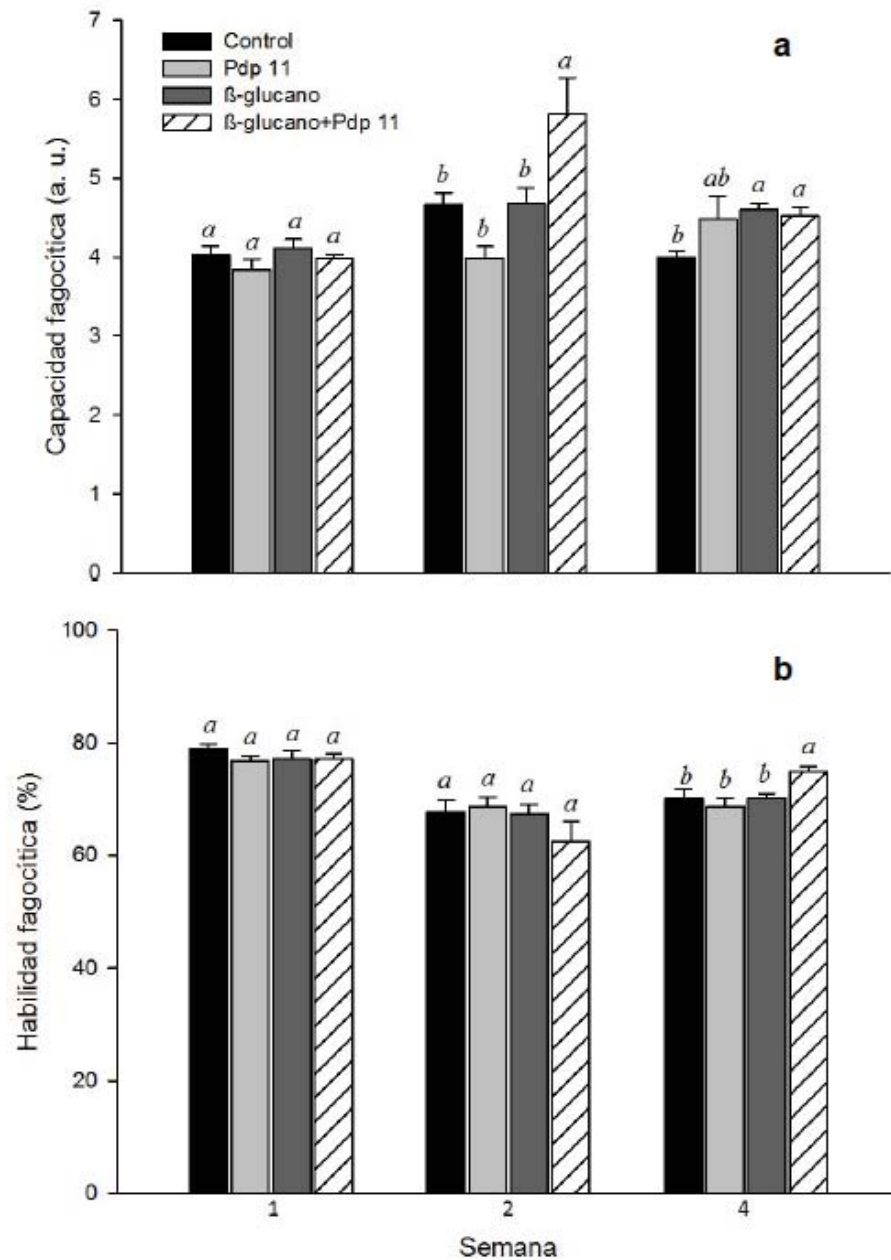 7
6
5
4
3
2
1
0
Capacidad fagocítica (a. u.)
Control
Pdp 11
ß-glucano
ß-glucano+Pdp 11
a
a a a a
b b b a
b ab a a
100
80
60
40
20
0
Habilidad fagocítica (%)
b
a a a a
a a a a
b b b a
1 2 4
Semana